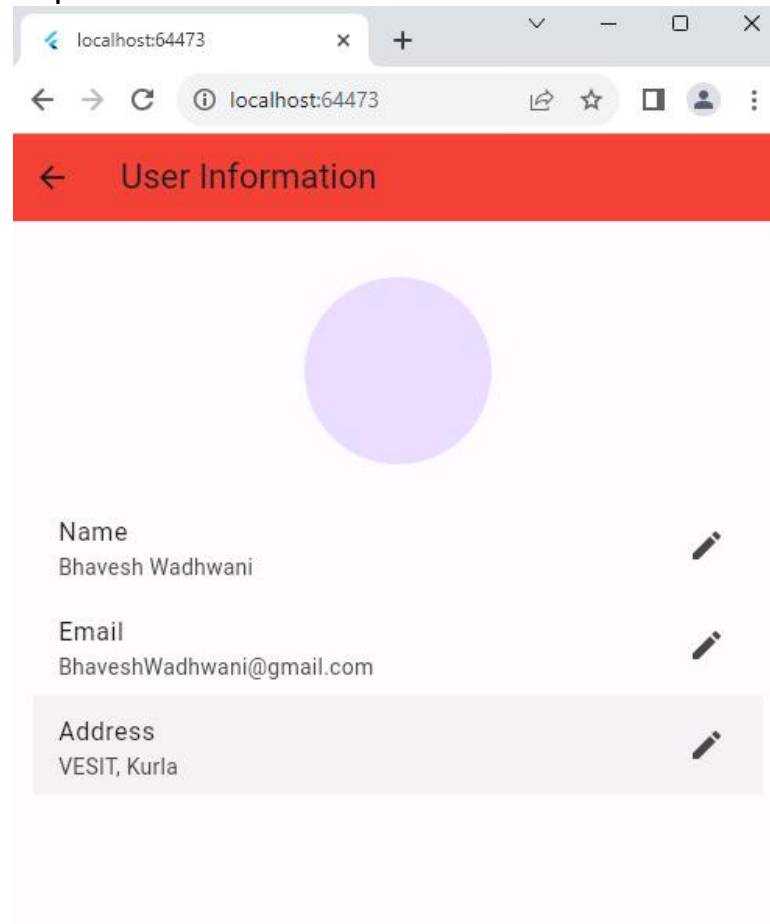 localhost:64473
localhost:64473
User Information
Name
Bhavesh Wadhwani
Email
BhaveshWadhwani@gmail.com
Address
VESIT, Kurla